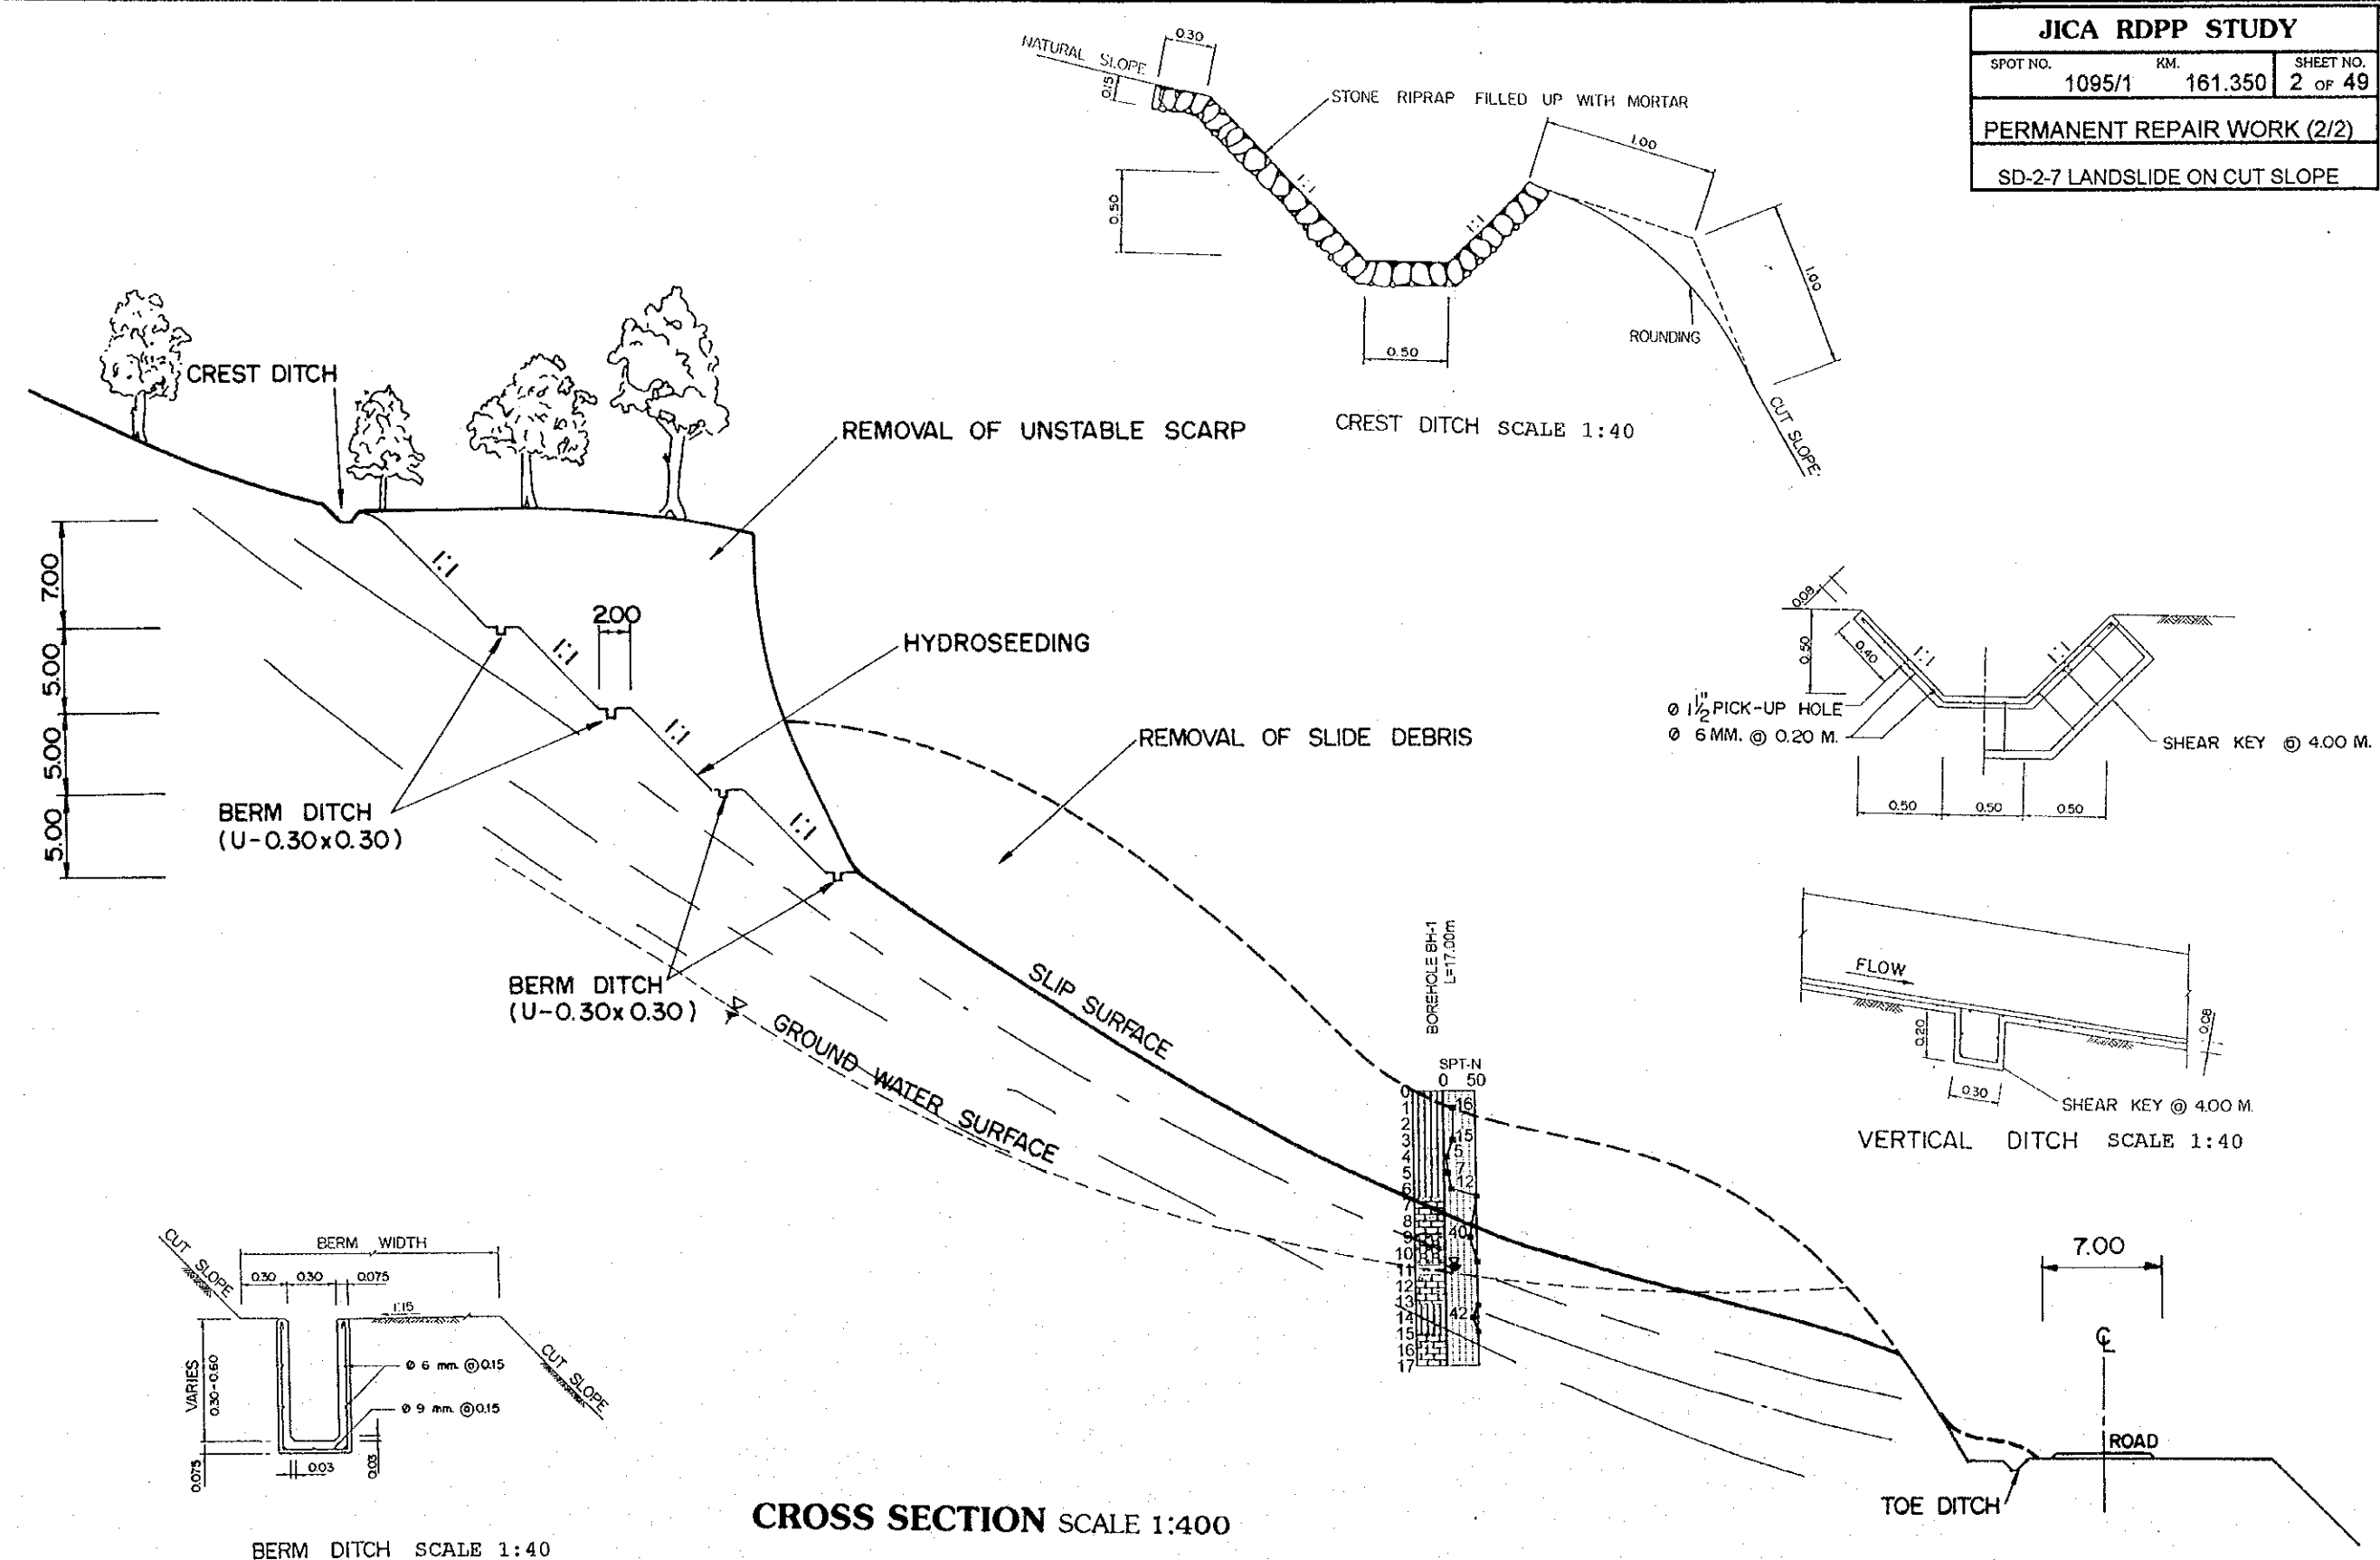 JICA RDPP STUDY
SPOT NO.
1095/1
KM.
161.350
SHEET NO.
2 OF 49
PERMANENT REPAIR WORK (2/2)
SD-2-7 LANDSLIDE ON CUT SLOPE
NATURAL SLOPE
0.30
0.15
STONE RIPRAP FILLED UP WITH MORTAR
1:1
0.50
1:1
0.50
1.00
1.00
ROUNDING
CUT SLOPE
CREST DITCH SCALE 1:40
CREST DITCH
REMOVAL OF UNSTABLE SCARP
7.00
5.00
5.00
5.00
1:1
1:1
2.00
1:1
1:1
HYDROSEEDING
REMOVAL OF SLIDE DEBRIS
BERM DITCH
(U-0.30x0.30)
BERM DITCH
(U-0.30x0.30)
SLIP SURFACE
GROUND WATER SURFACE
BOREHOLE BH-1
L=17.00m
SPT-N
0 50
0
1
2
3
4
5
6
7
8
9
10
11
12
13
14
15
16
17
16
15
5
7
12
40
42
0.08
0.50
0.40
1:1
1:1
Ø 1 1/2" PICK-UP HOLE
Ø 6 MM. @ 0.20 M.
SHEAR KEY @ 4.00 M.
0.50 0.50 0.50
FLOW
0.20
0.30
0.08
SHEAR KEY @ 4.00 M.
VERTICAL DITCH SCALE 1:40
7.00
℄
ROAD
TOE DITCH
CUT SLOPE
BERM WIDTH
0.30 0.30 0.075
1:15
VARIES
0.30-0.60
Ø 6 mm. @ 0.15
Ø 9 mm. @ 0.15
CUT SLOPE
0.075
0.03
0.03
BERM DITCH SCALE 1:40
CROSS SECTION SCALE 1:400